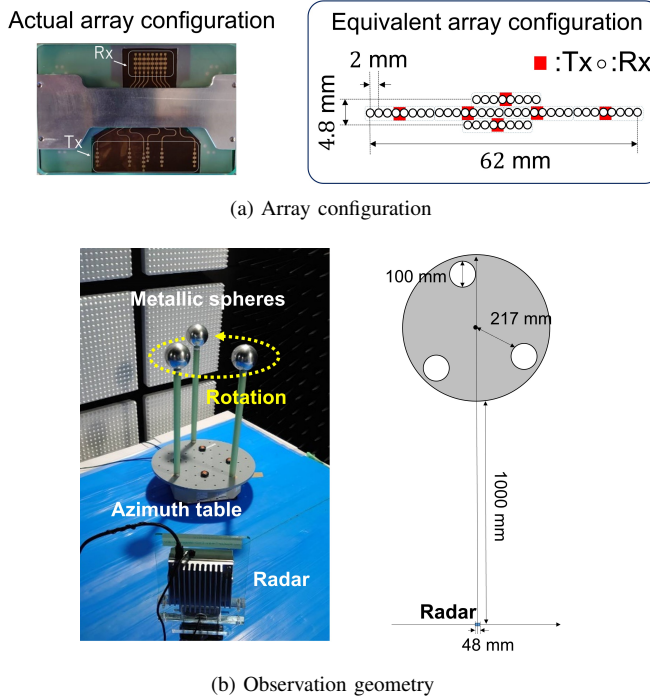 Actual array configuration
Rx
Tx
Equivalent array configuration
2 mm
:Tx :Rx
4.8 mm
62 mm
(a) Array configuration
Metallic spheres
Rotation
Azimuth table
Radar
100 mm
217 mm
1000 mm
Radar
48 mm
(b) Observation geometry